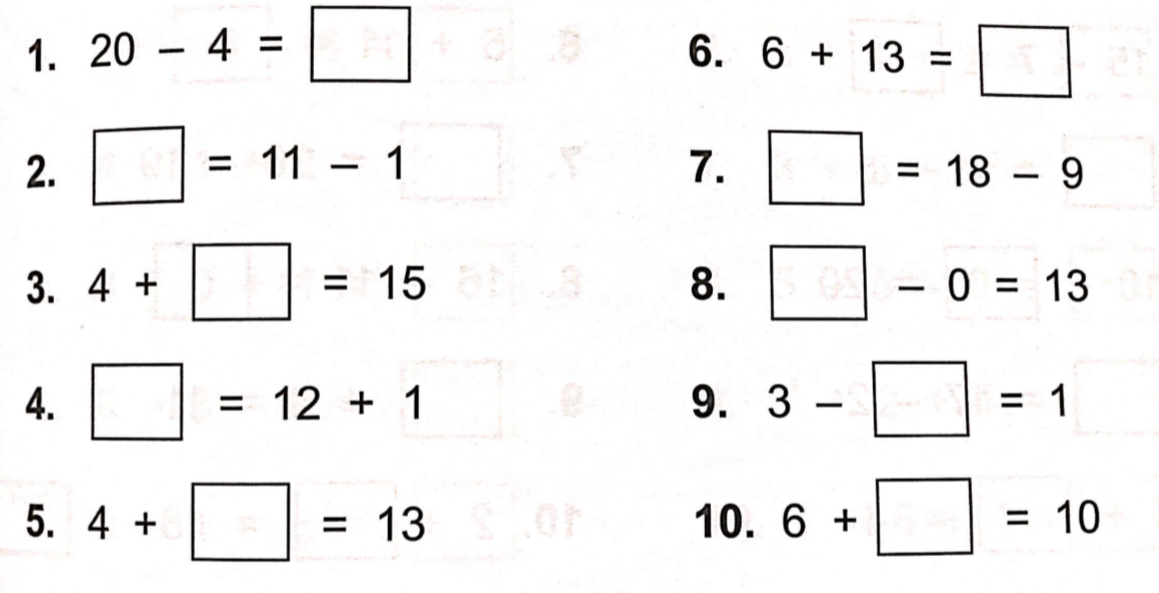 1. 20 – 4 = □
2. □ = 11 – 1
3. 4 + □ = 15
4. □ = 12 + 1
5. 4 + □ = 13
6. 6 + 13 = □
7. □ = 18 – 9
8. □ – 0 = 13
9. 3 – □ = 1
10. 6 + □ = 10